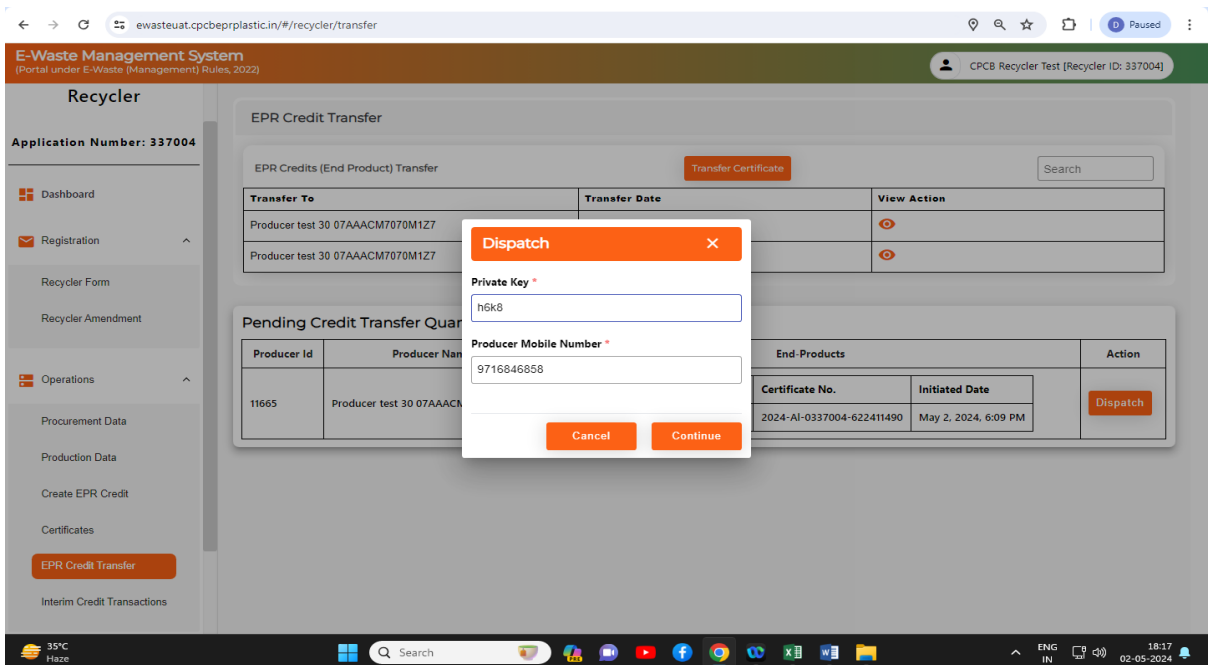 ewasteuat.cpcbeprplastic.in/#/recycler/transfer
D Paused
E-Waste Management System
(Portal under E-Waste (Management) Rules, 2022)
CPCB Recycler Test [Recycler ID: 337004]
Recycler
Application Number: 337004
Dashboard
Registration
Recycler Form
Recycler Amendment
Operations
Procurement Data
Production Data
Create EPR Credit
Certificates
EPR Credit Transfer
Interim Credit Transactions
EPR Credit Transfer
EPR Credits (End Product) Transfer
Transfer Certificate
Search
Transfer To Transfer Date View Action
Producer test 30 07AAACM7070M1Z7
Producer test 30 07AAACM7070M1Z7
Dispatch
Private Key *
h6k8
Producer Mobile Number *
9716846858
Cancel Continue
Pending Credit Transfer Quar
Producer Id Producer Nan End-Products Action
Certificate No. Initiated Date
11665 Producer test 30 07AAACM 2024-Al-0337004-622411490 May 2, 2024, 6:09 PM Dispatch
35°C
Haze
Search
PRE
ENG
IN
18:17
02-05-2024